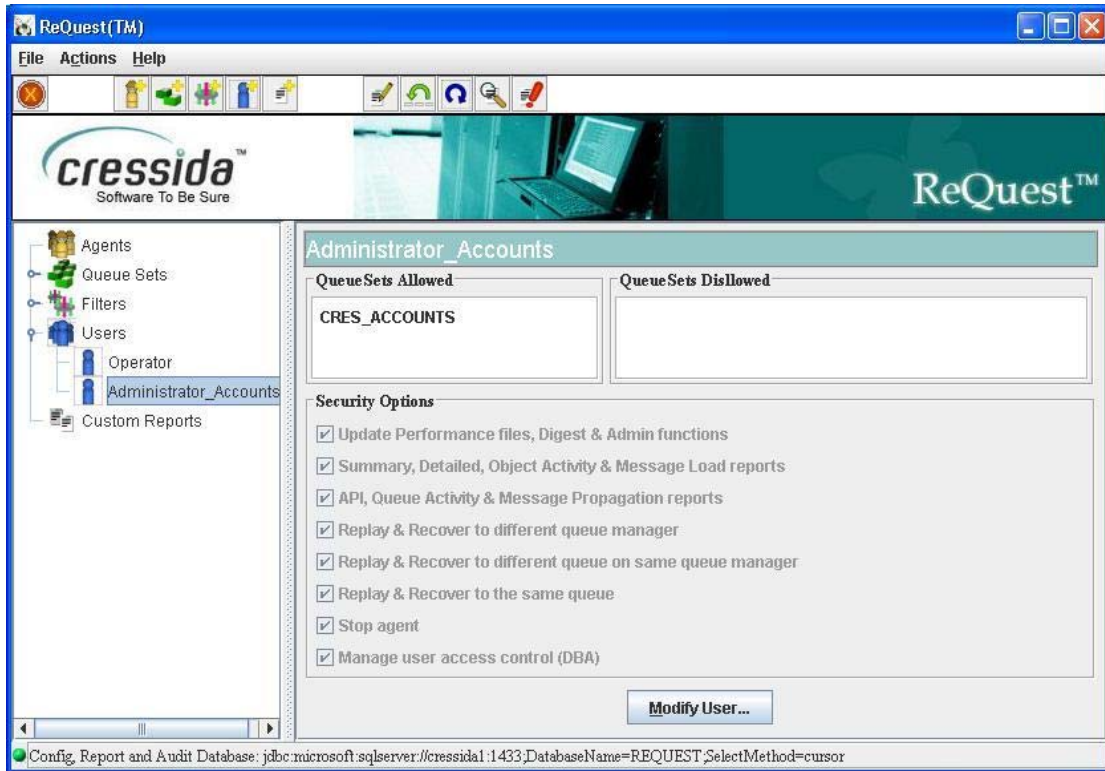 ReQuest(TM)
File Actions Help
cressida™
Software To Be Sure
ReQuest™
Agents
Queue Sets
Filters
Users
Operator
Administrator_Accounts
Custom Reports
Administrator_Accounts
QueueSets Allowed
QueueSets Disllowed
CRES_ACCOUNTS
Security Options
Update Performance files, Digest & Admin functions
Summary, Detailed, Object Activity & Message Load reports
API, Queue Activity & Message Propagation reports
Replay & Recover to different queue manager
Replay & Recover to different queue on same queue manager
Replay & Recover to the same queue
Stop agent
Manage user access control (DBA)
Modify User...
Config, Report and Audit Database: jdbc:microsoft:sqlserver://cressida1:1433;DatabaseName=REQUEST;SelectMethod=cursor